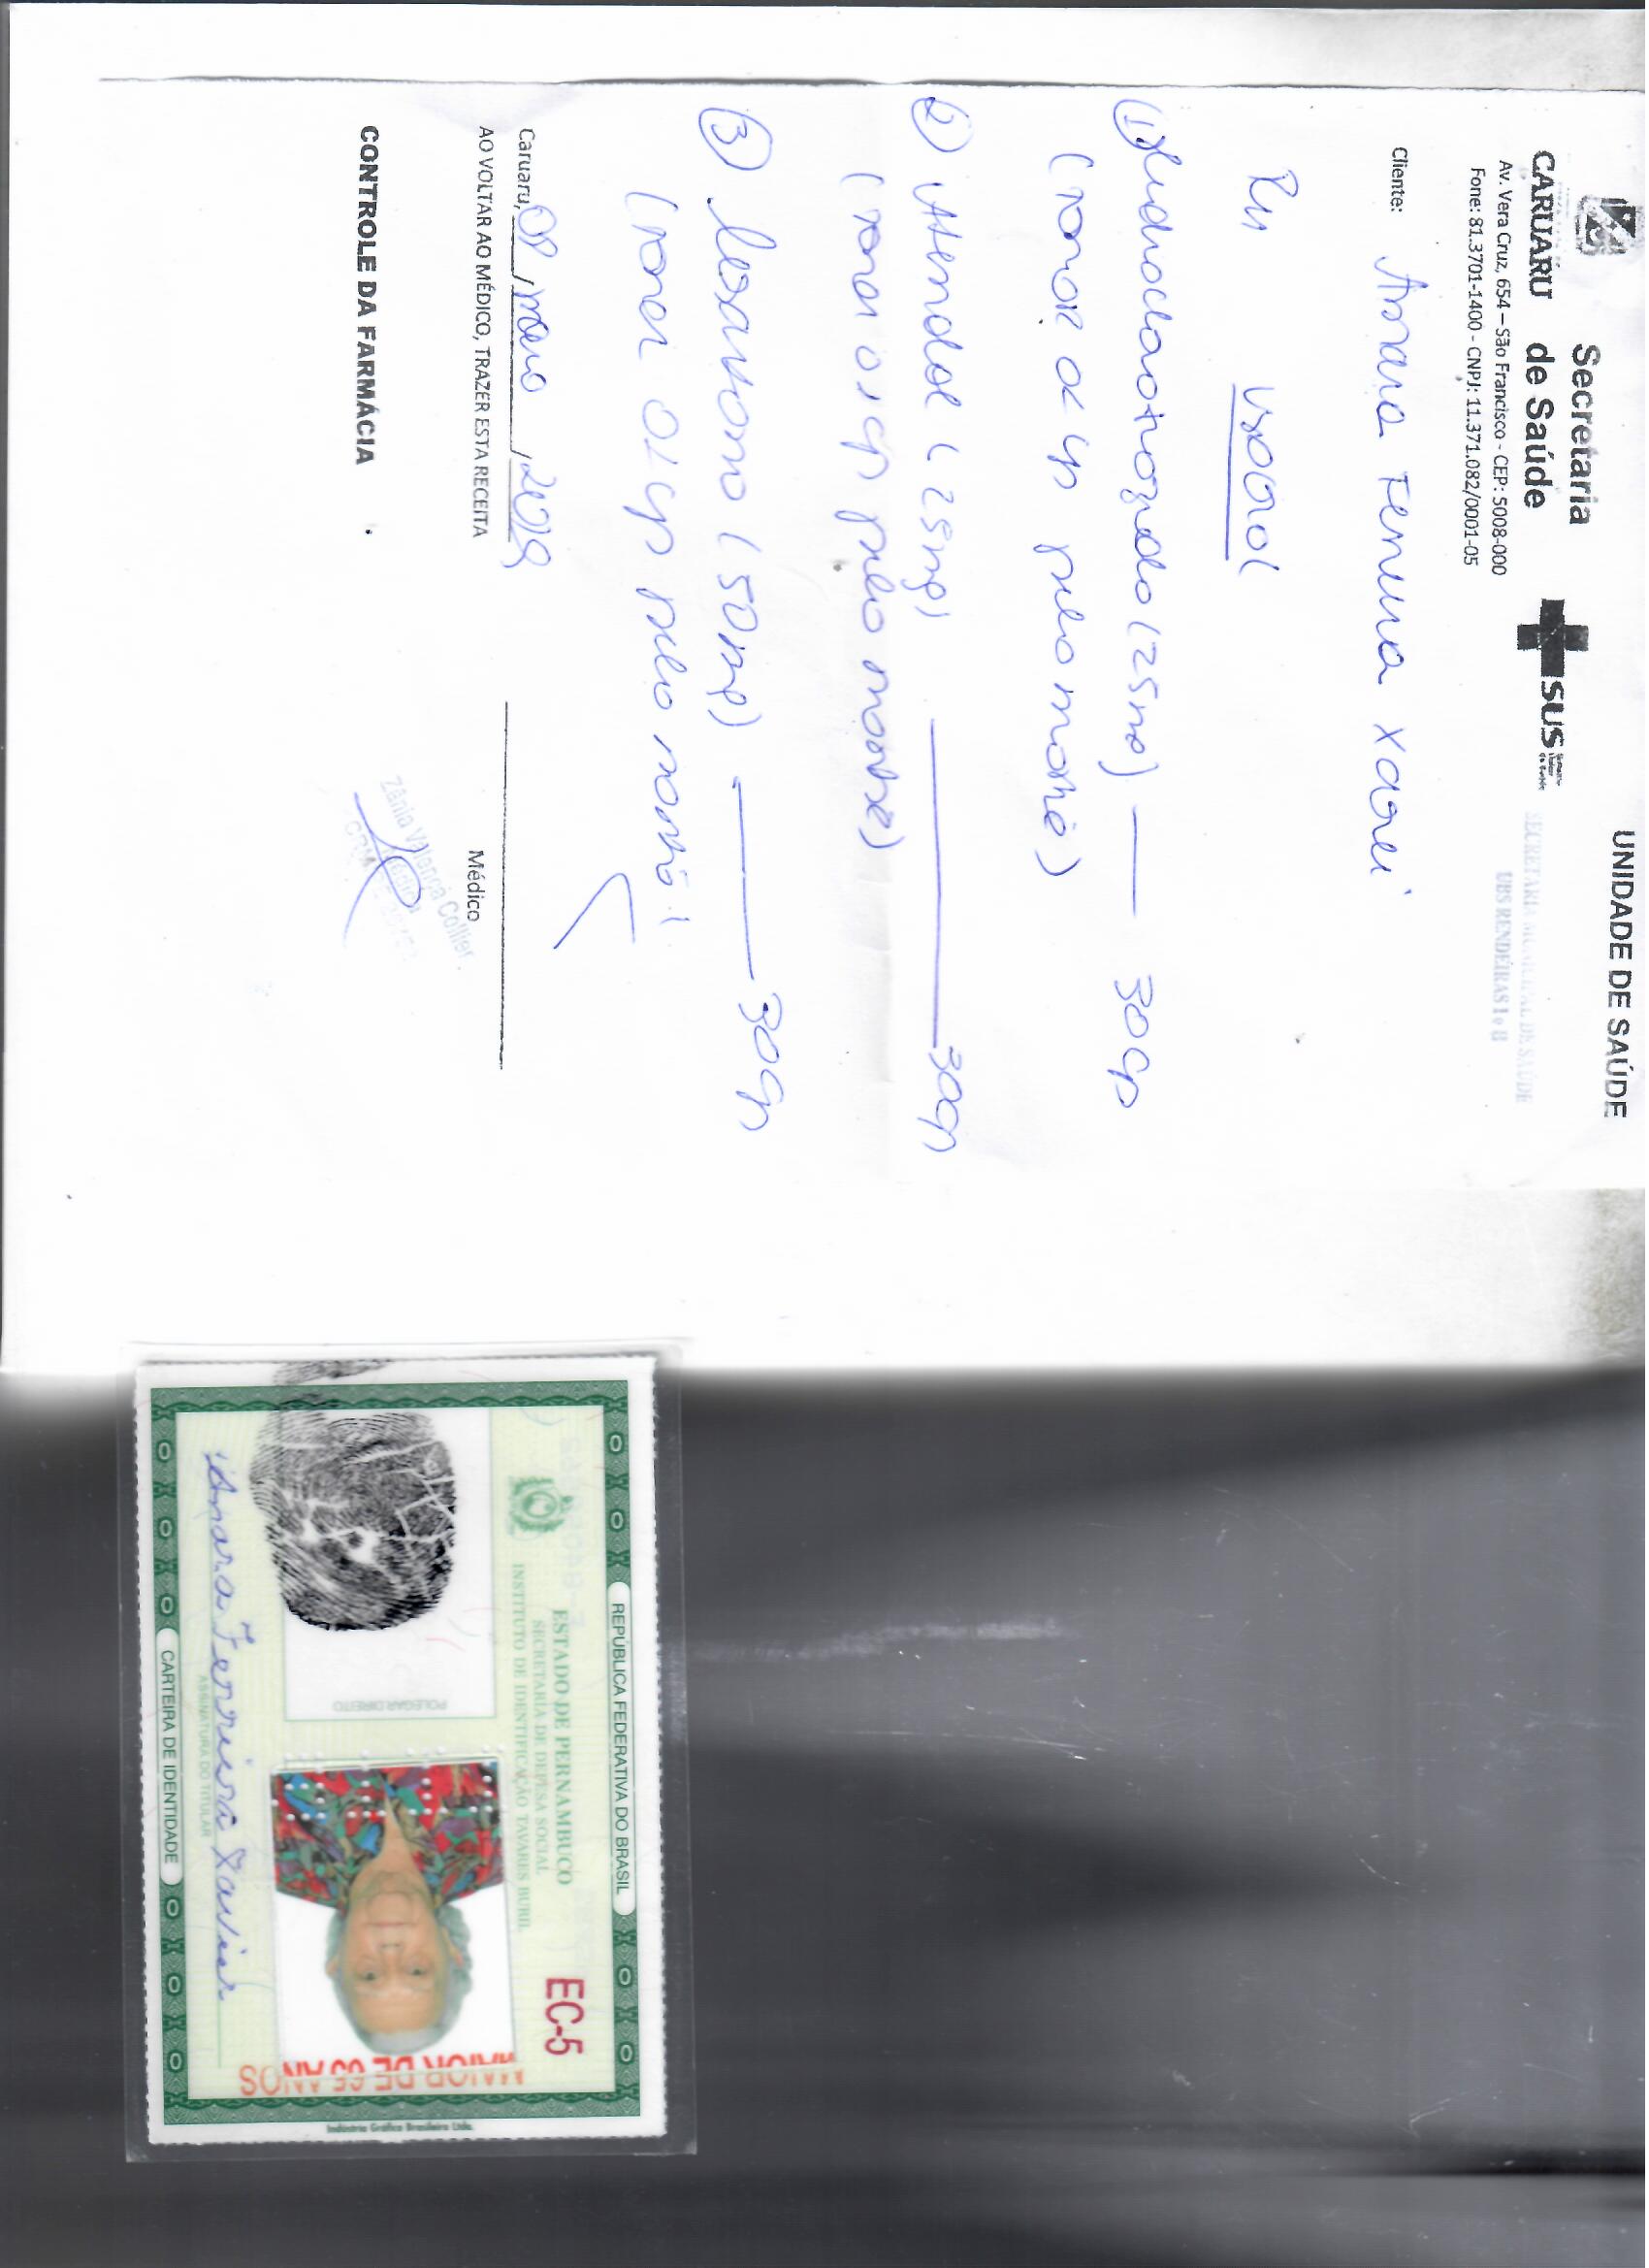 UNIDADE DE SAÚDE
Secretaria
CARUARU de Saúde
SUS
SECRETARIA MUNICIPAL DE SAÚDE
UBS RENDEIRAS I e II
Av. Vera Cruz, 654 – São Francisco - CEP: 5008-000
Fone: 81.3701-1400 - CNPJ: 11.371.082/0001-05
Cliente: Amara Ferreira Xavier
Uso oral
① Hidroclorotiazida (25mg) — 30cp
(Tomar 01 cp pela manhã)
② Atenolol (25mg) — 30cp
(Tomar 01 cp pela manhã)
③ Losartana (50mg) — 30cp
(Tomar 01 cp pela manhã)
Caruaru, 08 / maio /
AO VOLTAR AO MÉDICO, TRAZER ESTA RECEITA
Médico
Collier
CONTROLE DA FARMÁCIA
REPÚBLICA FEDERATIVA DO BRASIL
ESTADO DE PERNAMBUCO
SECRETARIA DE DEFESA SOCIAL
INSTITUTO DE IDENTIFICAÇÃO TAVARES BURIL
EC-5
POLEGAR DIREITO
MAIOR DE 65 ANOS
Amara Ferreira Xavier
ASSINATURA DO TITULAR
CARTEIRA DE IDENTIDADE
Indústria Gráfica Brasileira Ltda.